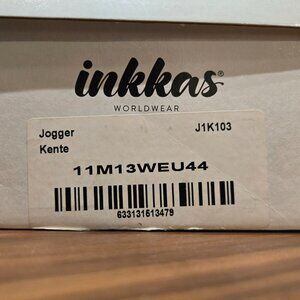 inkkas®
WORLDWEAR
Jogger J1K103
Kente
11M13WEU44
633131513479